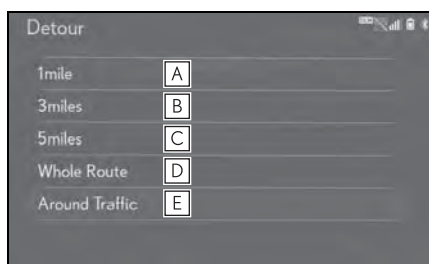 Detour
1mile A
3miles B
5miles C
Whole Route D
Around Traffic E